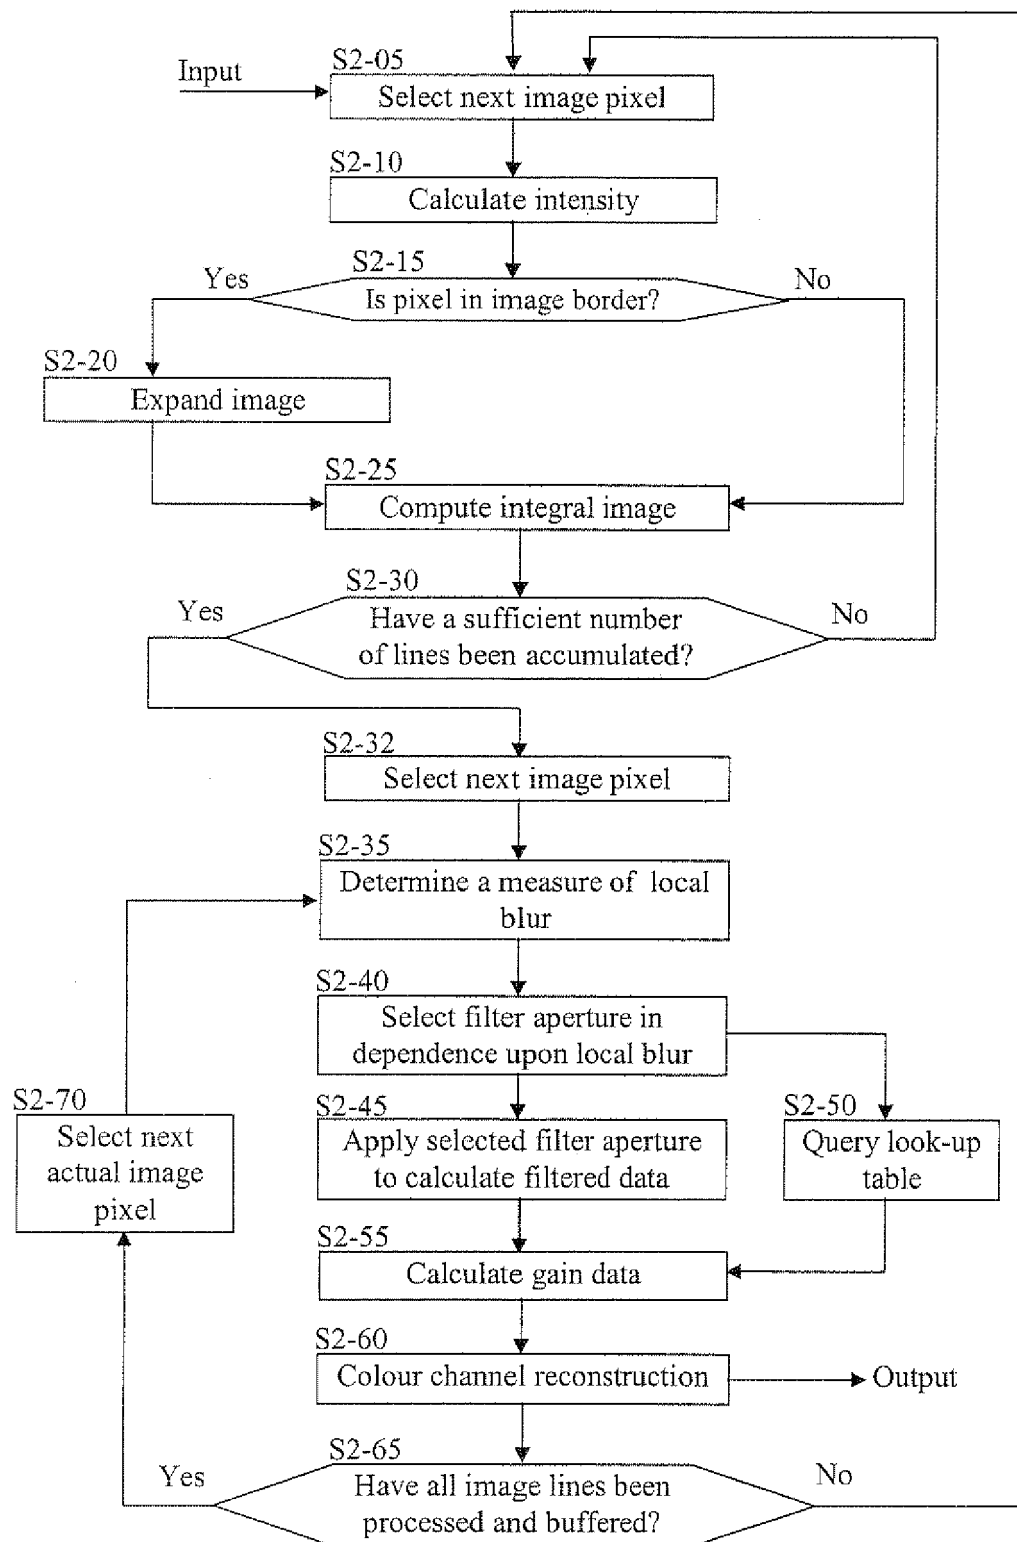 S2-05
Input
Select next image pixel
S2-10
Calculate intensity
S2-15
Yes
No
Is pixel in image border?
S2-20
Expand image
S2-25
Compute integral image
S2-30
Yes
No
Have a sufficient number
of lines been accumulated?
S2-32
Select next image pixel
S2-35
Determine a measure of local
blur
S2-40
Select filter aperture in
dependence upon local blur
S2-70
Select next
actual image
pixel
S2-45
Apply selected filter aperture
to calculate filtered data
S2-50
Query look-up
table
S2-55
Calculate gain data
S2-60
Colour channel reconstruction
Output
S2-65
Yes
No
Have all image lines been
processed and buffered?